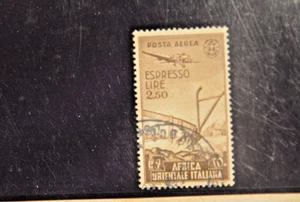 POSTA AEREA
ESPRESSO
LIRE
2.50
AFRICA
ORIENTALE ITALIANA